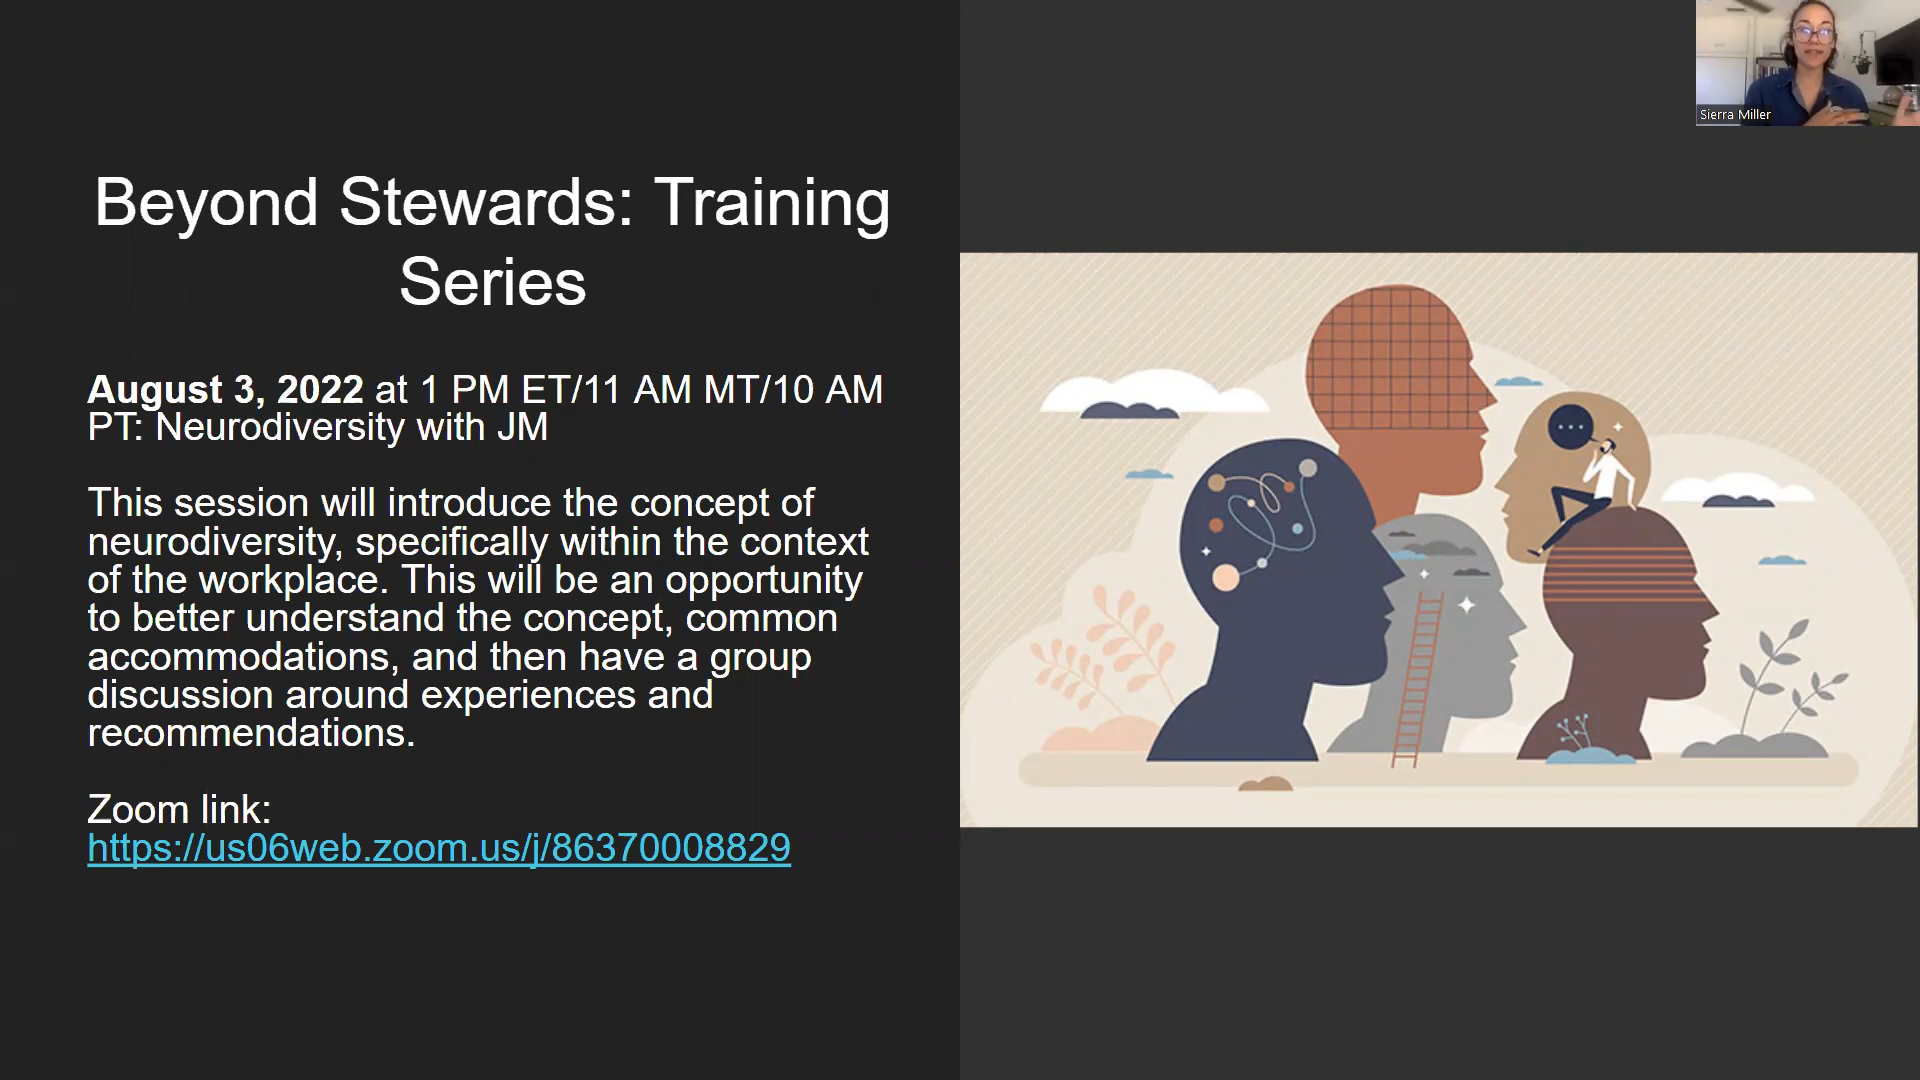 Sierra Miller
Beyond Stewards: Training
Series
August 3, 2022 at 1 PM ET/11 AM MT/10 AM
PT: Neurodiversity with JM
This session will introduce the concept of
neurodiversity, specifically within the context
of the workplace. This will be an opportunity
to better understand the concept, common
accommodations, and then have a group
discussion around experiences and
recommendations.
Zoom link:
https://us06web.zoom.us/j/86370008829